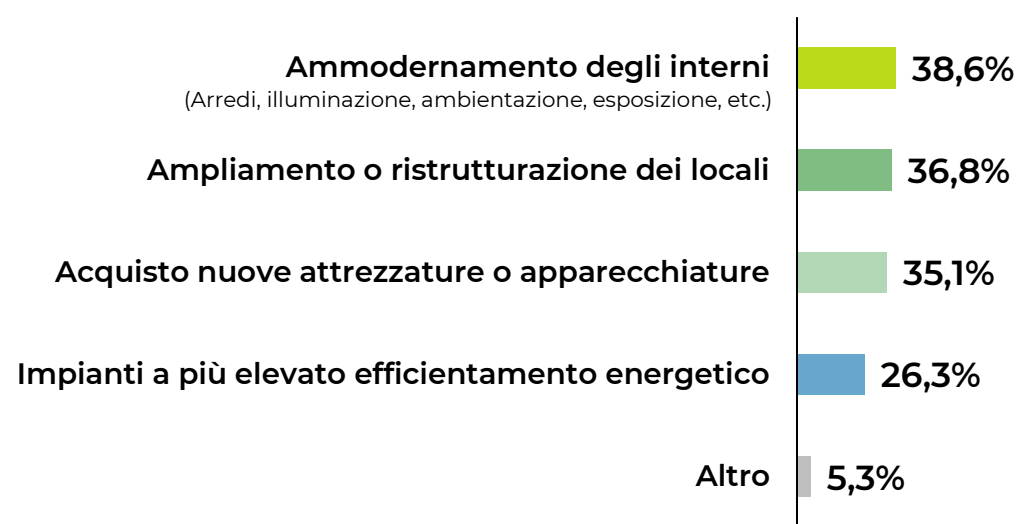 Ammodernamento degli interni 38,6%
(Arredi, illuminazione, ambientazione, esposizione, etc.)
Ampliamento o ristrutturazione dei locali 36,8%
Acquisto nuove attrezzature o apparecchiature 35,1%
Impianti a più elevato efficientamento energetico 26,3%
Altro 5,3%